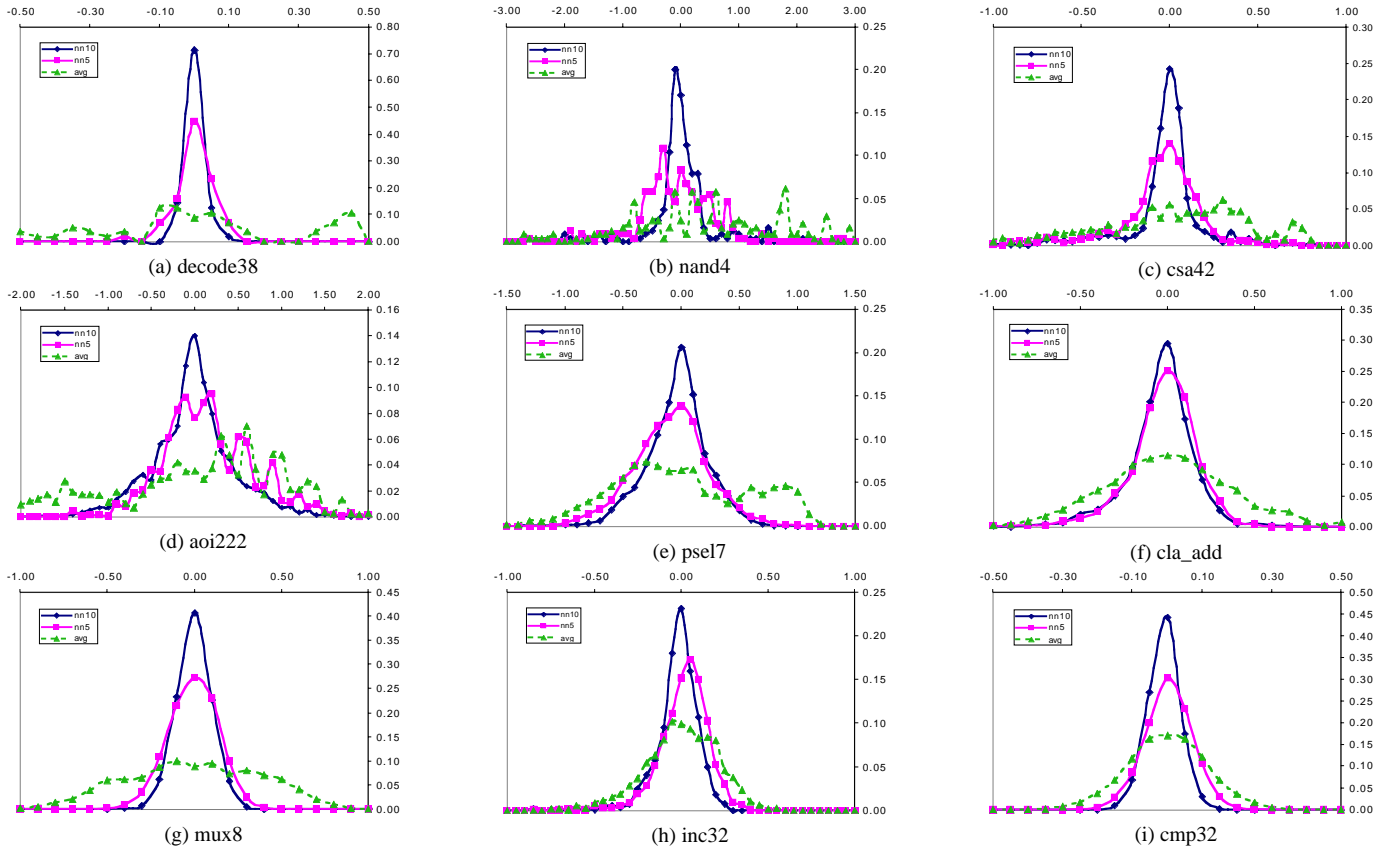 -0.50 -0.30 -0.10 0.10 0.30 0.50
0.80
0.70
0.60
0.50
0.40
0.30
0.20
0.10
0.00
nn10
nn5
avg
(a) decode38
-3.00 -2.00 -1.00 0.00 1.00 2.00 3.00
0.20
0.15
0.10
0.05
0.00
nn10
nn5
avg
(b) nand4
-1.00 -0.50 0.00 0.50 1.00
0.30
0.25
0.20
0.15
0.10
0.05
0.00
nn10
nn5
avg
(c) csa42
-2.00 -1.50 -1.00 -0.50 0.00 0.50 1.00 1.50 2.00
0.16
0.14
0.12
0.10
0.08
0.06
0.04
0.02
0.00
nn10
nn5
avg
(d) aoi222
-1.50 -1.00 -0.50 0.00 0.50 1.00 1.50
0.25
0.20
0.15
0.10
0.05
0.00
nn10
nn5
avg
(e) psel7
-1.00 -0.50 0.00 0.50 1.00
0.35
0.30
0.25
0.20
0.15
0.10
0.05
0.00
nn10
nn5
avg
(f) cla_add
-1.00 -0.50 0.00 0.50 1.00
0.45
0.40
0.35
0.30
0.25
0.20
0.15
0.10
0.05
0.00
nn10
nn5
avg
(g) mux8
-1.00 -0.50 0.00 0.50 1.00
0.25
0.20
0.15
0.10
0.05
0.00
nn10
nn5
avg
(h) inc32
-0.50 -0.30 -0.10 0.10 0.30 0.50
0.50
0.45
0.40
0.35
0.30
0.25
0.20
0.15
0.10
0.05
0.00
nn10
nn5
avg
(i) cmp32